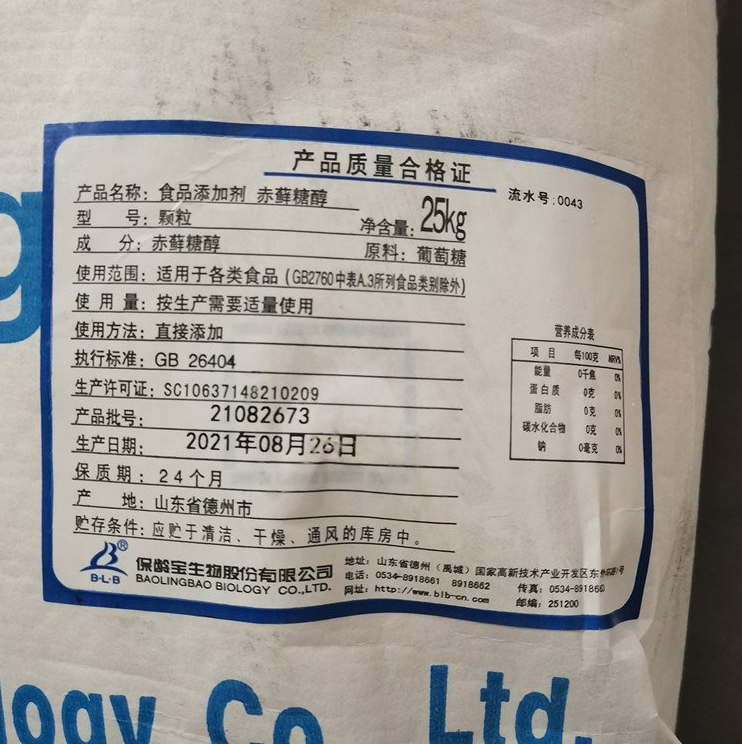 产品质量合格证
流水号:0043
产品名称: 食品添加剂 赤藓糖醇
型 号: 颗粒 净含量: 25kg
成 分: 赤藓糖醇 原料: 葡萄糖
使用范围: 适用于各类食品(GB2760中表A.3所列食品类别除外)
使 用 量: 按生产需要适量使用
使用方法: 直接添加
执行标准: GB 26404
生产许可证: SC10637148210209
产品批号: 21082673
生产日期: 2021年08月26日
保 质 期: 24个月
产 地: 山东省德州市
贮存条件: 应贮于清洁、干燥、通风的库房中。
营养成分表
项 目 每100克 NRV%
能量 0千焦 0%
蛋白质 0克 0%
脂肪 0克 0%
碳水化合物 0克 0%
钠 0毫克 0%
B·L·B ®
保龄宝生物股份有限公司
BAOLINGBAO BIOLOGY CO.,LTD.
地址: 山东省德州(禹城)国家高新技术产业开发区东 路1号
电话: 0534-8918661 8918662 传真: 0534-8918660
网址: http://www.blb-cn.com 邮编: 251200
g
logy Co., Ltd.